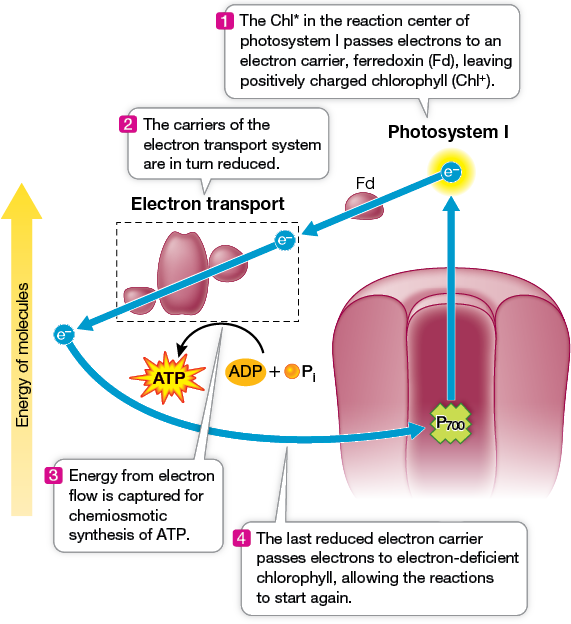 1 The Chl* in the reaction center of
photosystem I passes electrons to an
electron carrier, ferredoxin (Fd), leaving
positively charged chlorophyll (Chl⁺).
2 The carriers of the
electron transport system
are in turn reduced.
Photosystem I
e⁻
Fd
Electron transport
e⁻
e⁻
Energy of molecules
ATP
ADP + Pᵢ
P₇₀₀
3 Energy from electron
flow is captured for
chemiosmotic
synthesis of ATP.
4 The last reduced electron carrier
passes electrons to electron-deficient
chlorophyll, allowing the reactions
to start again.